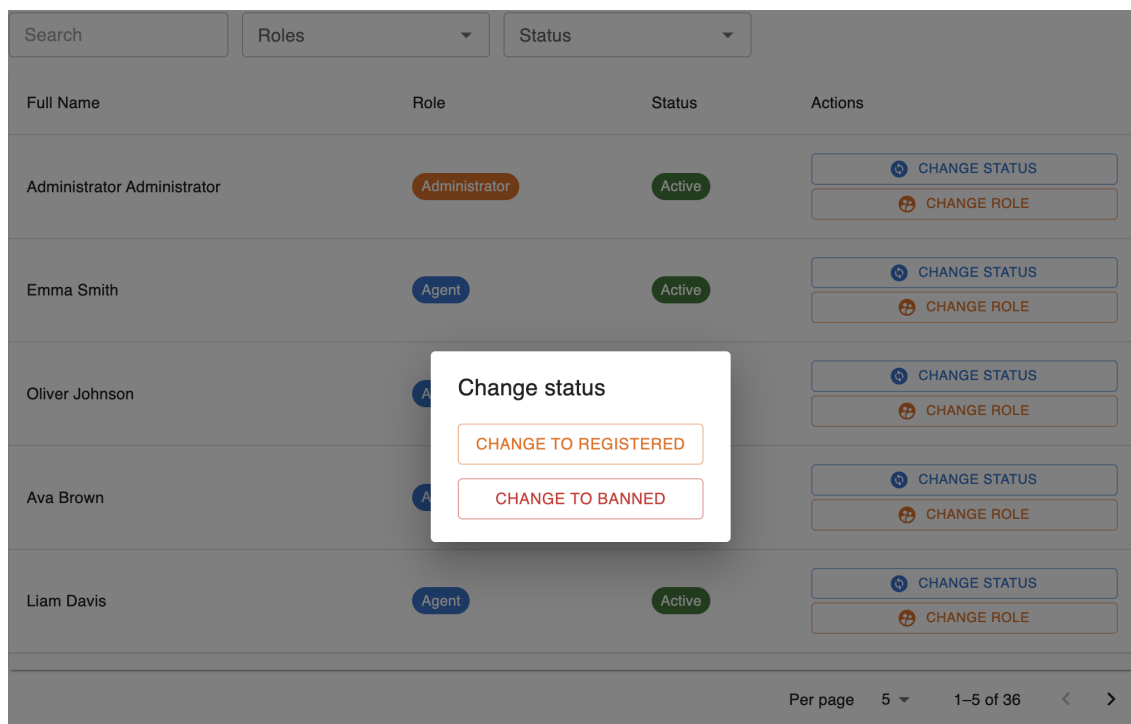 Search Roles Status
Full Name Role Status Actions
CHANGE STATUS
Administrator Administrator Administrator Active
CHANGE ROLE
CHANGE STATUS
Emma Smith Agent Active
CHANGE ROLE
CHANGE STATUS
Oliver Johnson A
CHANGE ROLE
Change status
CHANGE TO REGISTERED
CHANGE TO BANNED
CHANGE STATUS
Ava Brown A
CHANGE ROLE
CHANGE STATUS
Liam Davis Agent Active
CHANGE ROLE
Per page 5 1–5 of 36